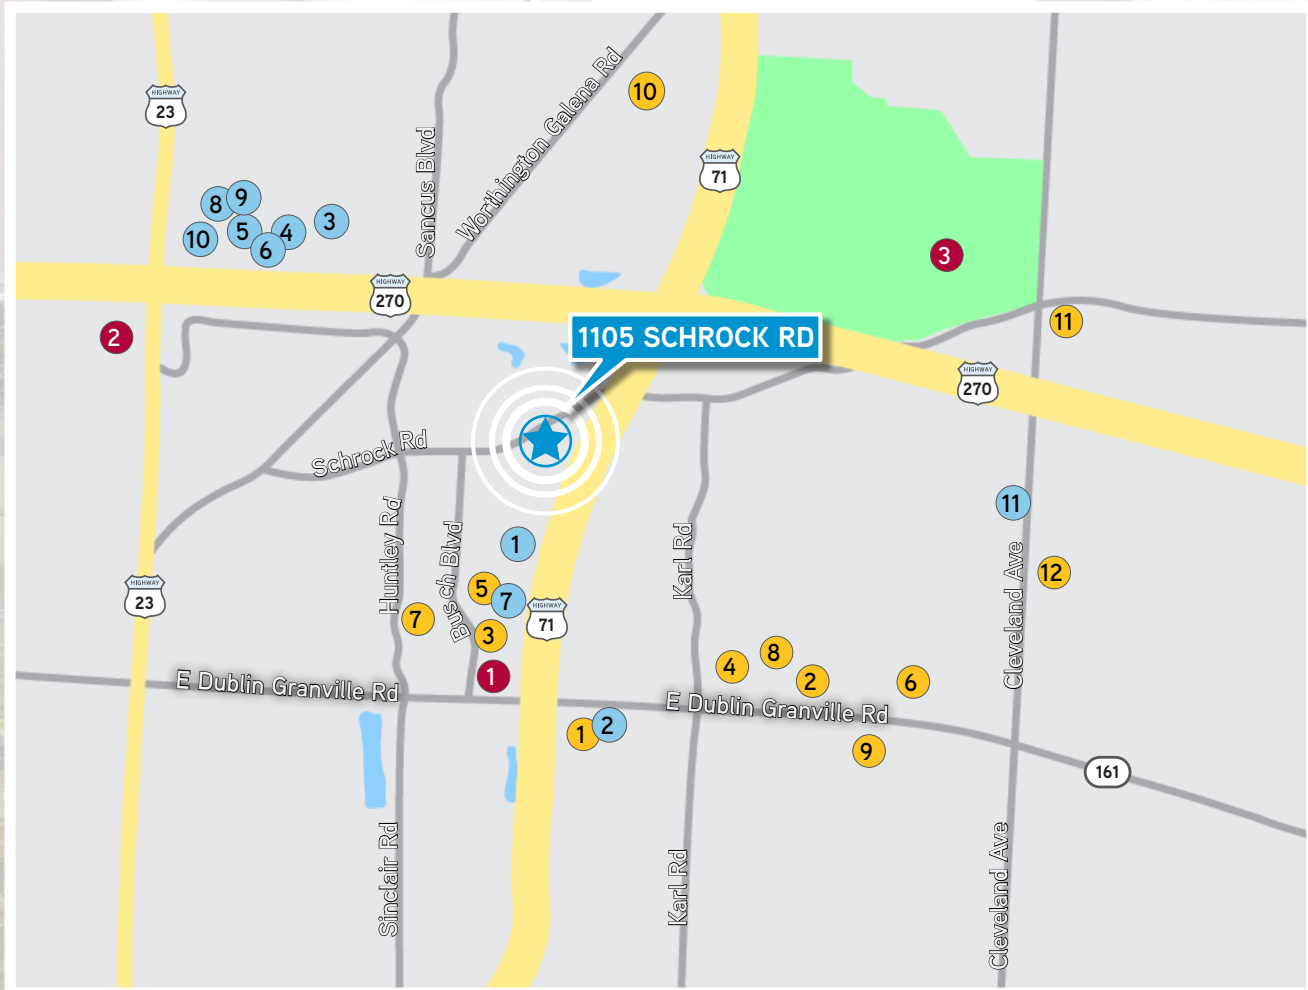 HIGHWAY
23
Sancus Blvd
Worthington Galena Rd
10
HIGHWAY
71
8
9
10
5
6
4
3
3
HIGHWAY
270
2
11
1105 SCHROCK RD
HIGHWAY
270
Schrock Rd
Huntley Rd
Busch Blvd
1
5
7
7
3
1
HIGHWAY
23
HIGHWAY
71
Karl Rd
11
12
Cleveland Ave
4
8
2
6
E Dublin Granville Rd
E Dublin Granville Rd
1
2
9
161
Sinclair Rd
Karl Rd
Cleveland Ave